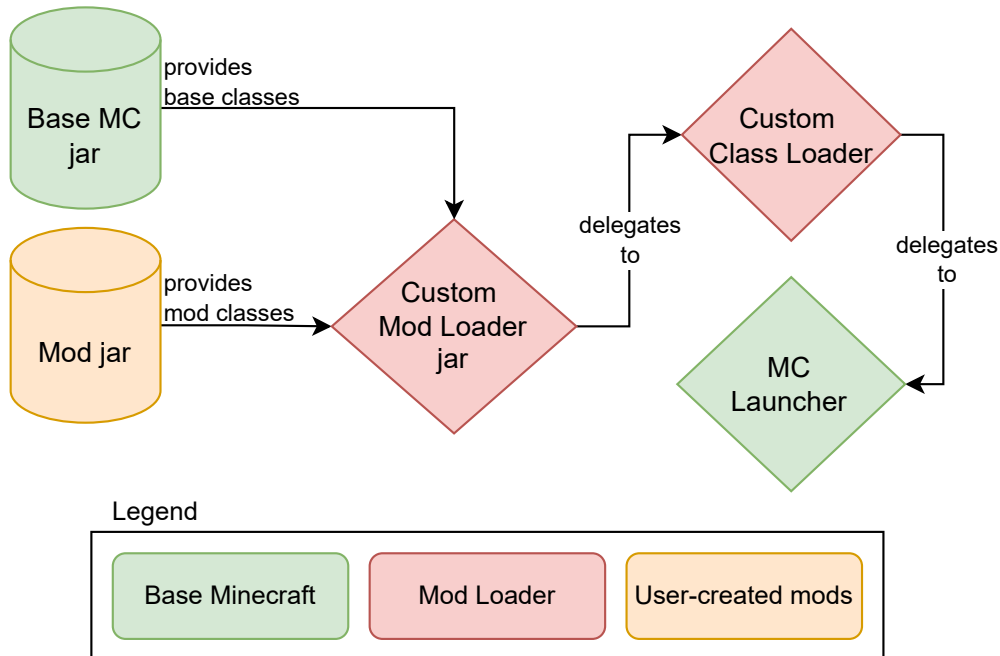 provides
base classes
Base MC
jar
Custom
Class Loader
delegates
to
delegates
to
provides
mod classes
Mod jar
Custom
Mod Loader
jar
MC
Launcher
Legend
Base Minecraft
Mod Loader
User-created mods